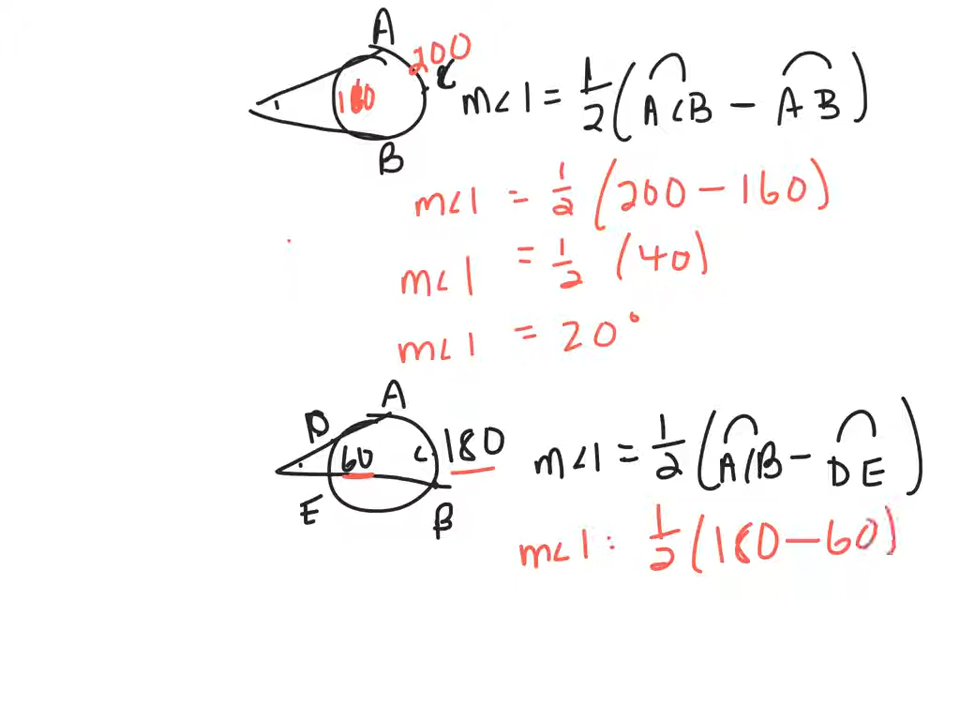 A
200
C
1
160
B
m<1 = 1/2 (ACB - AB)
m<1 = 1/2 (200 - 160)
m<1 = 1/2 (40)
m<1 = 20°
A
D
60
C
180
E
B
m<1 = 1/2 (ACB - DE)
m<1 : 1/2 (180 - 60)